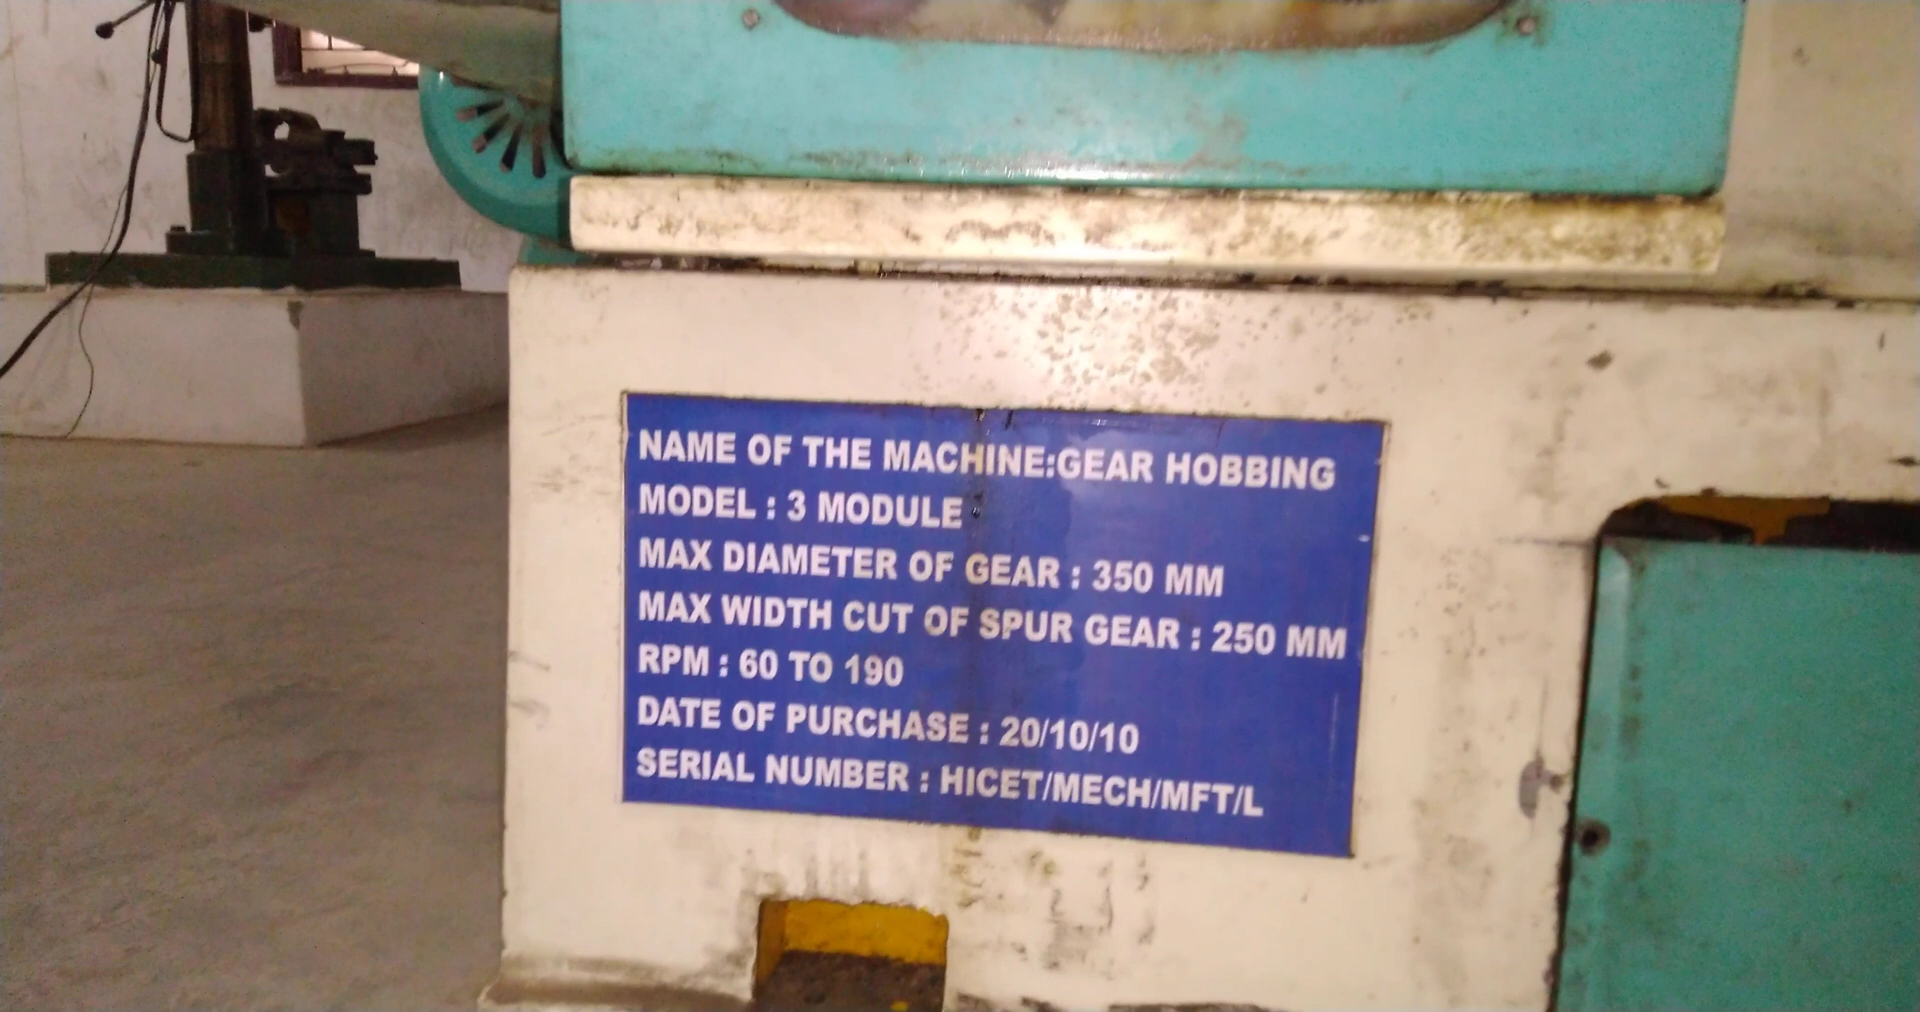 NAME OF THE MACHINE:GEAR HOBBING
MODEL : 3 MODULE
MAX DIAMETER OF GEAR : 350 MM
MAX WIDTH CUT OF SPUR GEAR : 250 MM
RPM : 60 TO 190
DATE OF PURCHASE : 20/10/10
SERIAL NUMBER : HICET/MECH/MFT/L